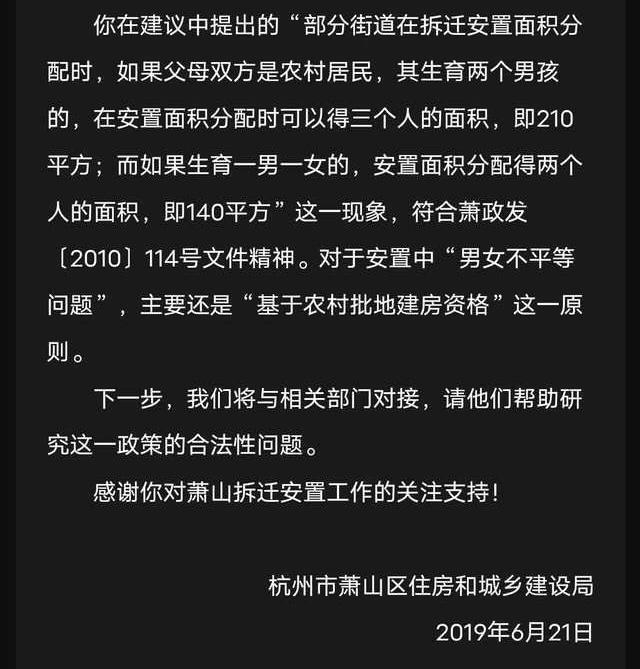 你在建议中提出的“部分街道在拆迁安置面积分
配时，如果父母双方是农村居民，其生育两个男孩
的，在安置面积分配时可以得三个人的面积，即210
平方；而如果生育一男一女的，安置面积分配得两个
人的面积，即140平方”这一现象，符合萧政发
〔2010〕114号文件精神。对于安置中“男女不平等
问题”，主要还是“基于农村批地建房资格”这一原
则。
下一步，我们将与相关部门对接，请他们帮助研
究这一政策的合法性问题。
感谢你对萧山拆迁安置工作的关注支持！
杭州市萧山区住房和城乡建设局
2019年6月21日